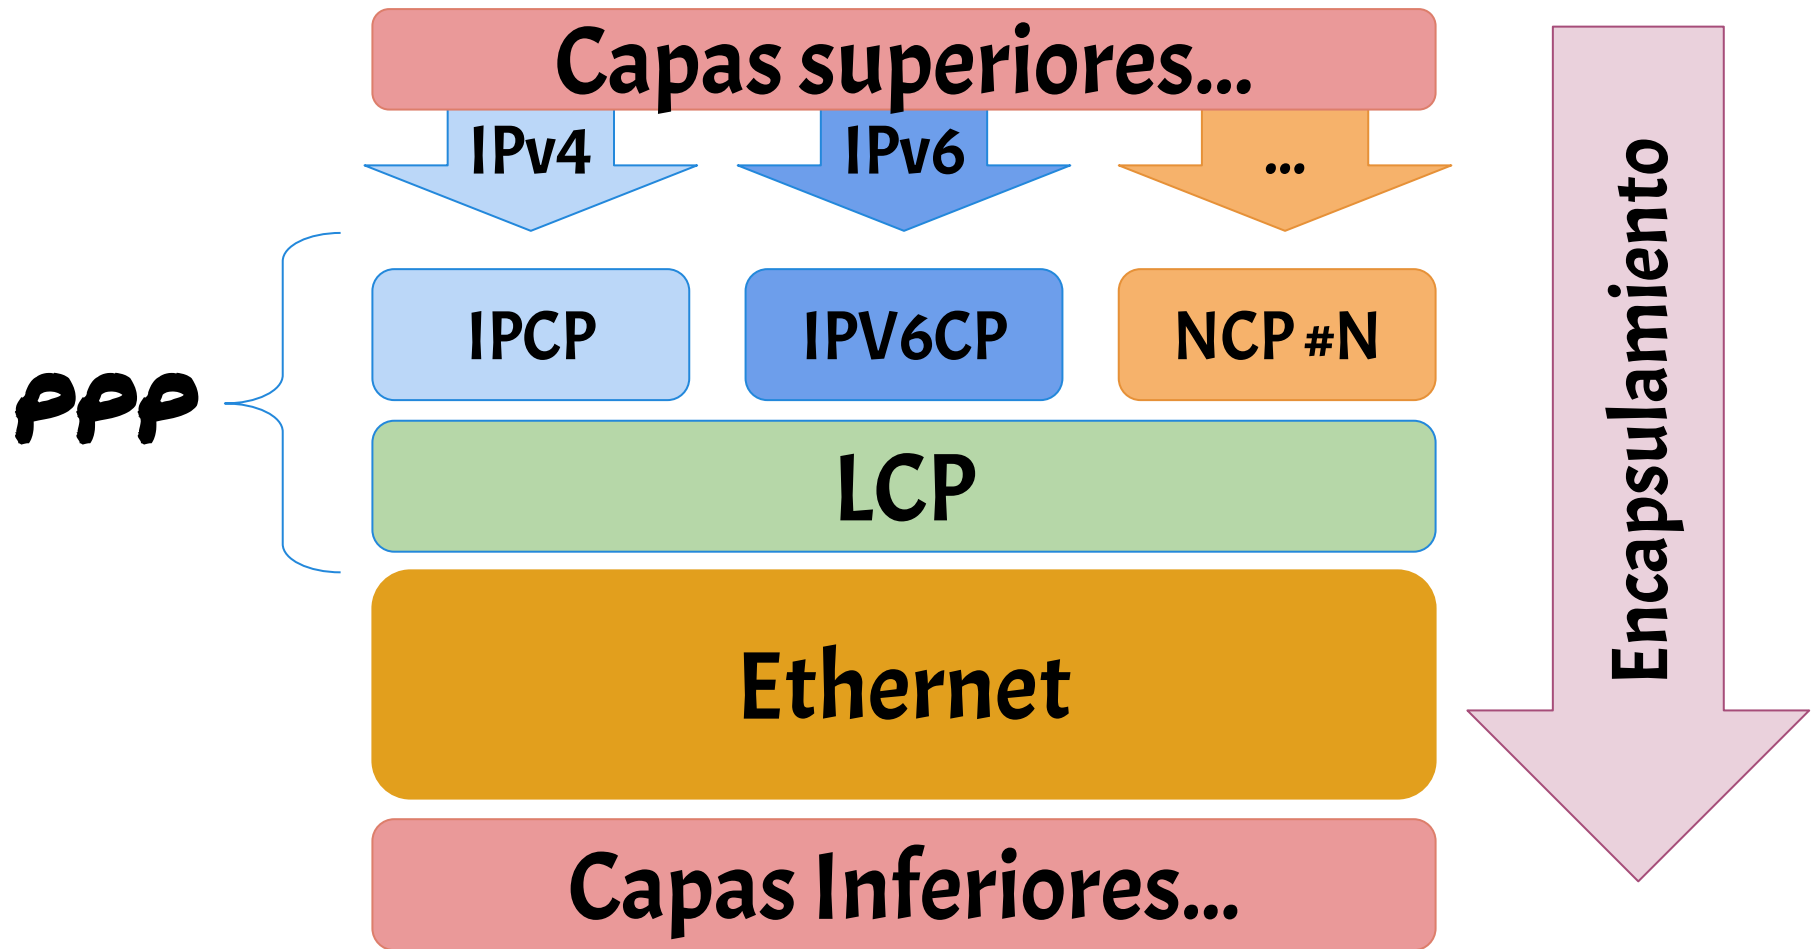 Capas superiores...
IPv4
IPv6
...
IPCP
IPV6CP
NCP #N
PPP
LCP
Ethernet
Capas Inferiores...
Encapsulamiento